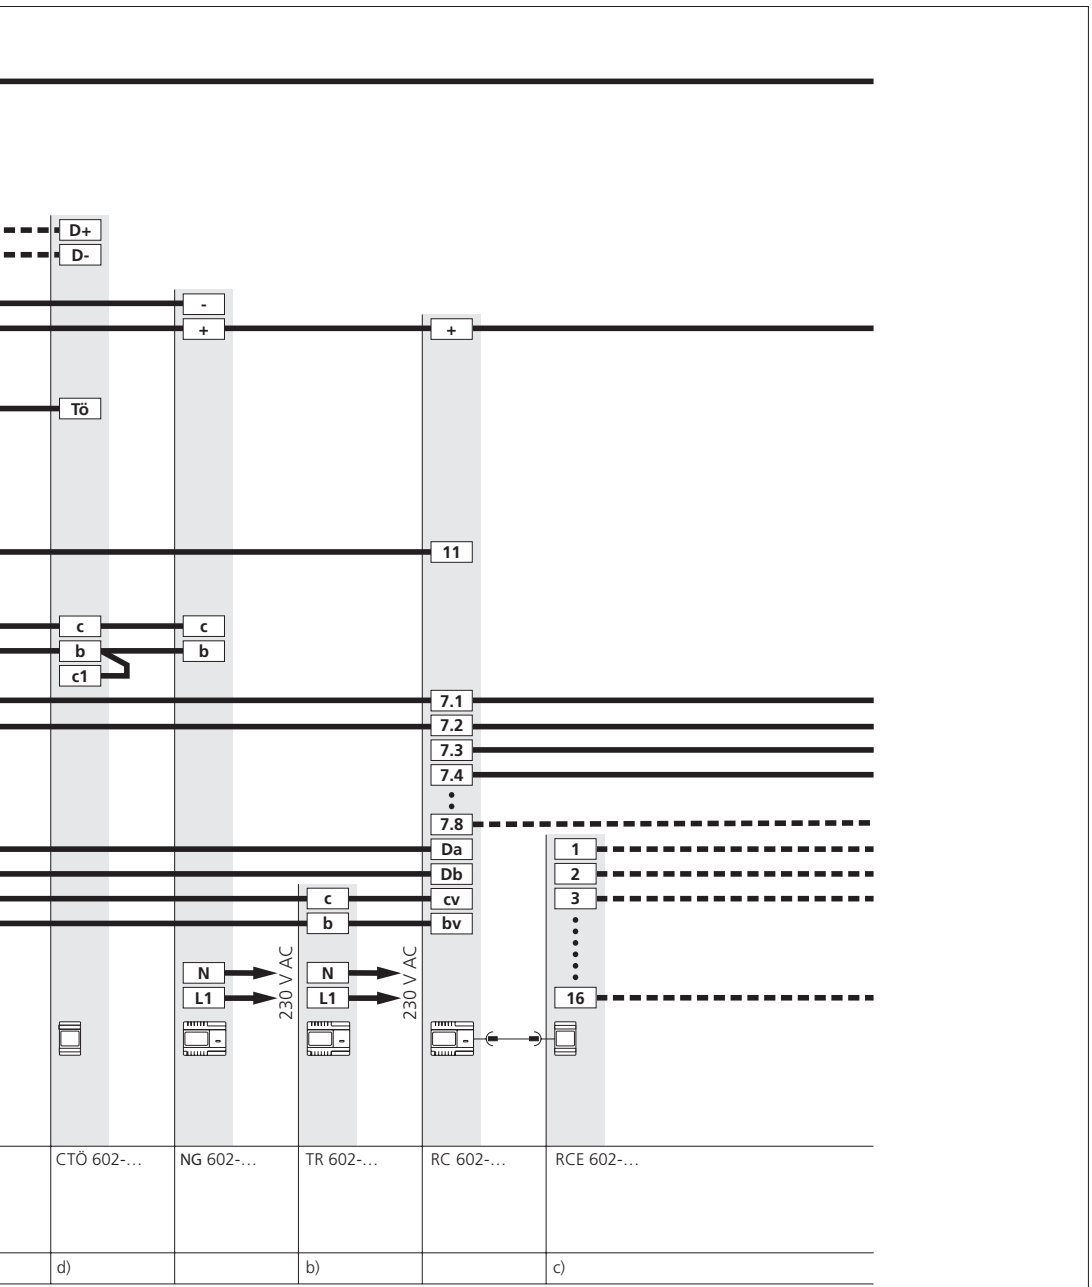 D+
D-
-
+
+
Tö
11
c
c
b
b
c1
7.1
7.2
7.3
7.4
7.8
Da
1
Db
2
c
cv
3
b
bv
N
230 V AC
N
230 V AC
L1
L1
16
CTÖ 602-…
NG 602-…
TR 602-…
RC 602-…
RCE 602-…
d)
b)
c)